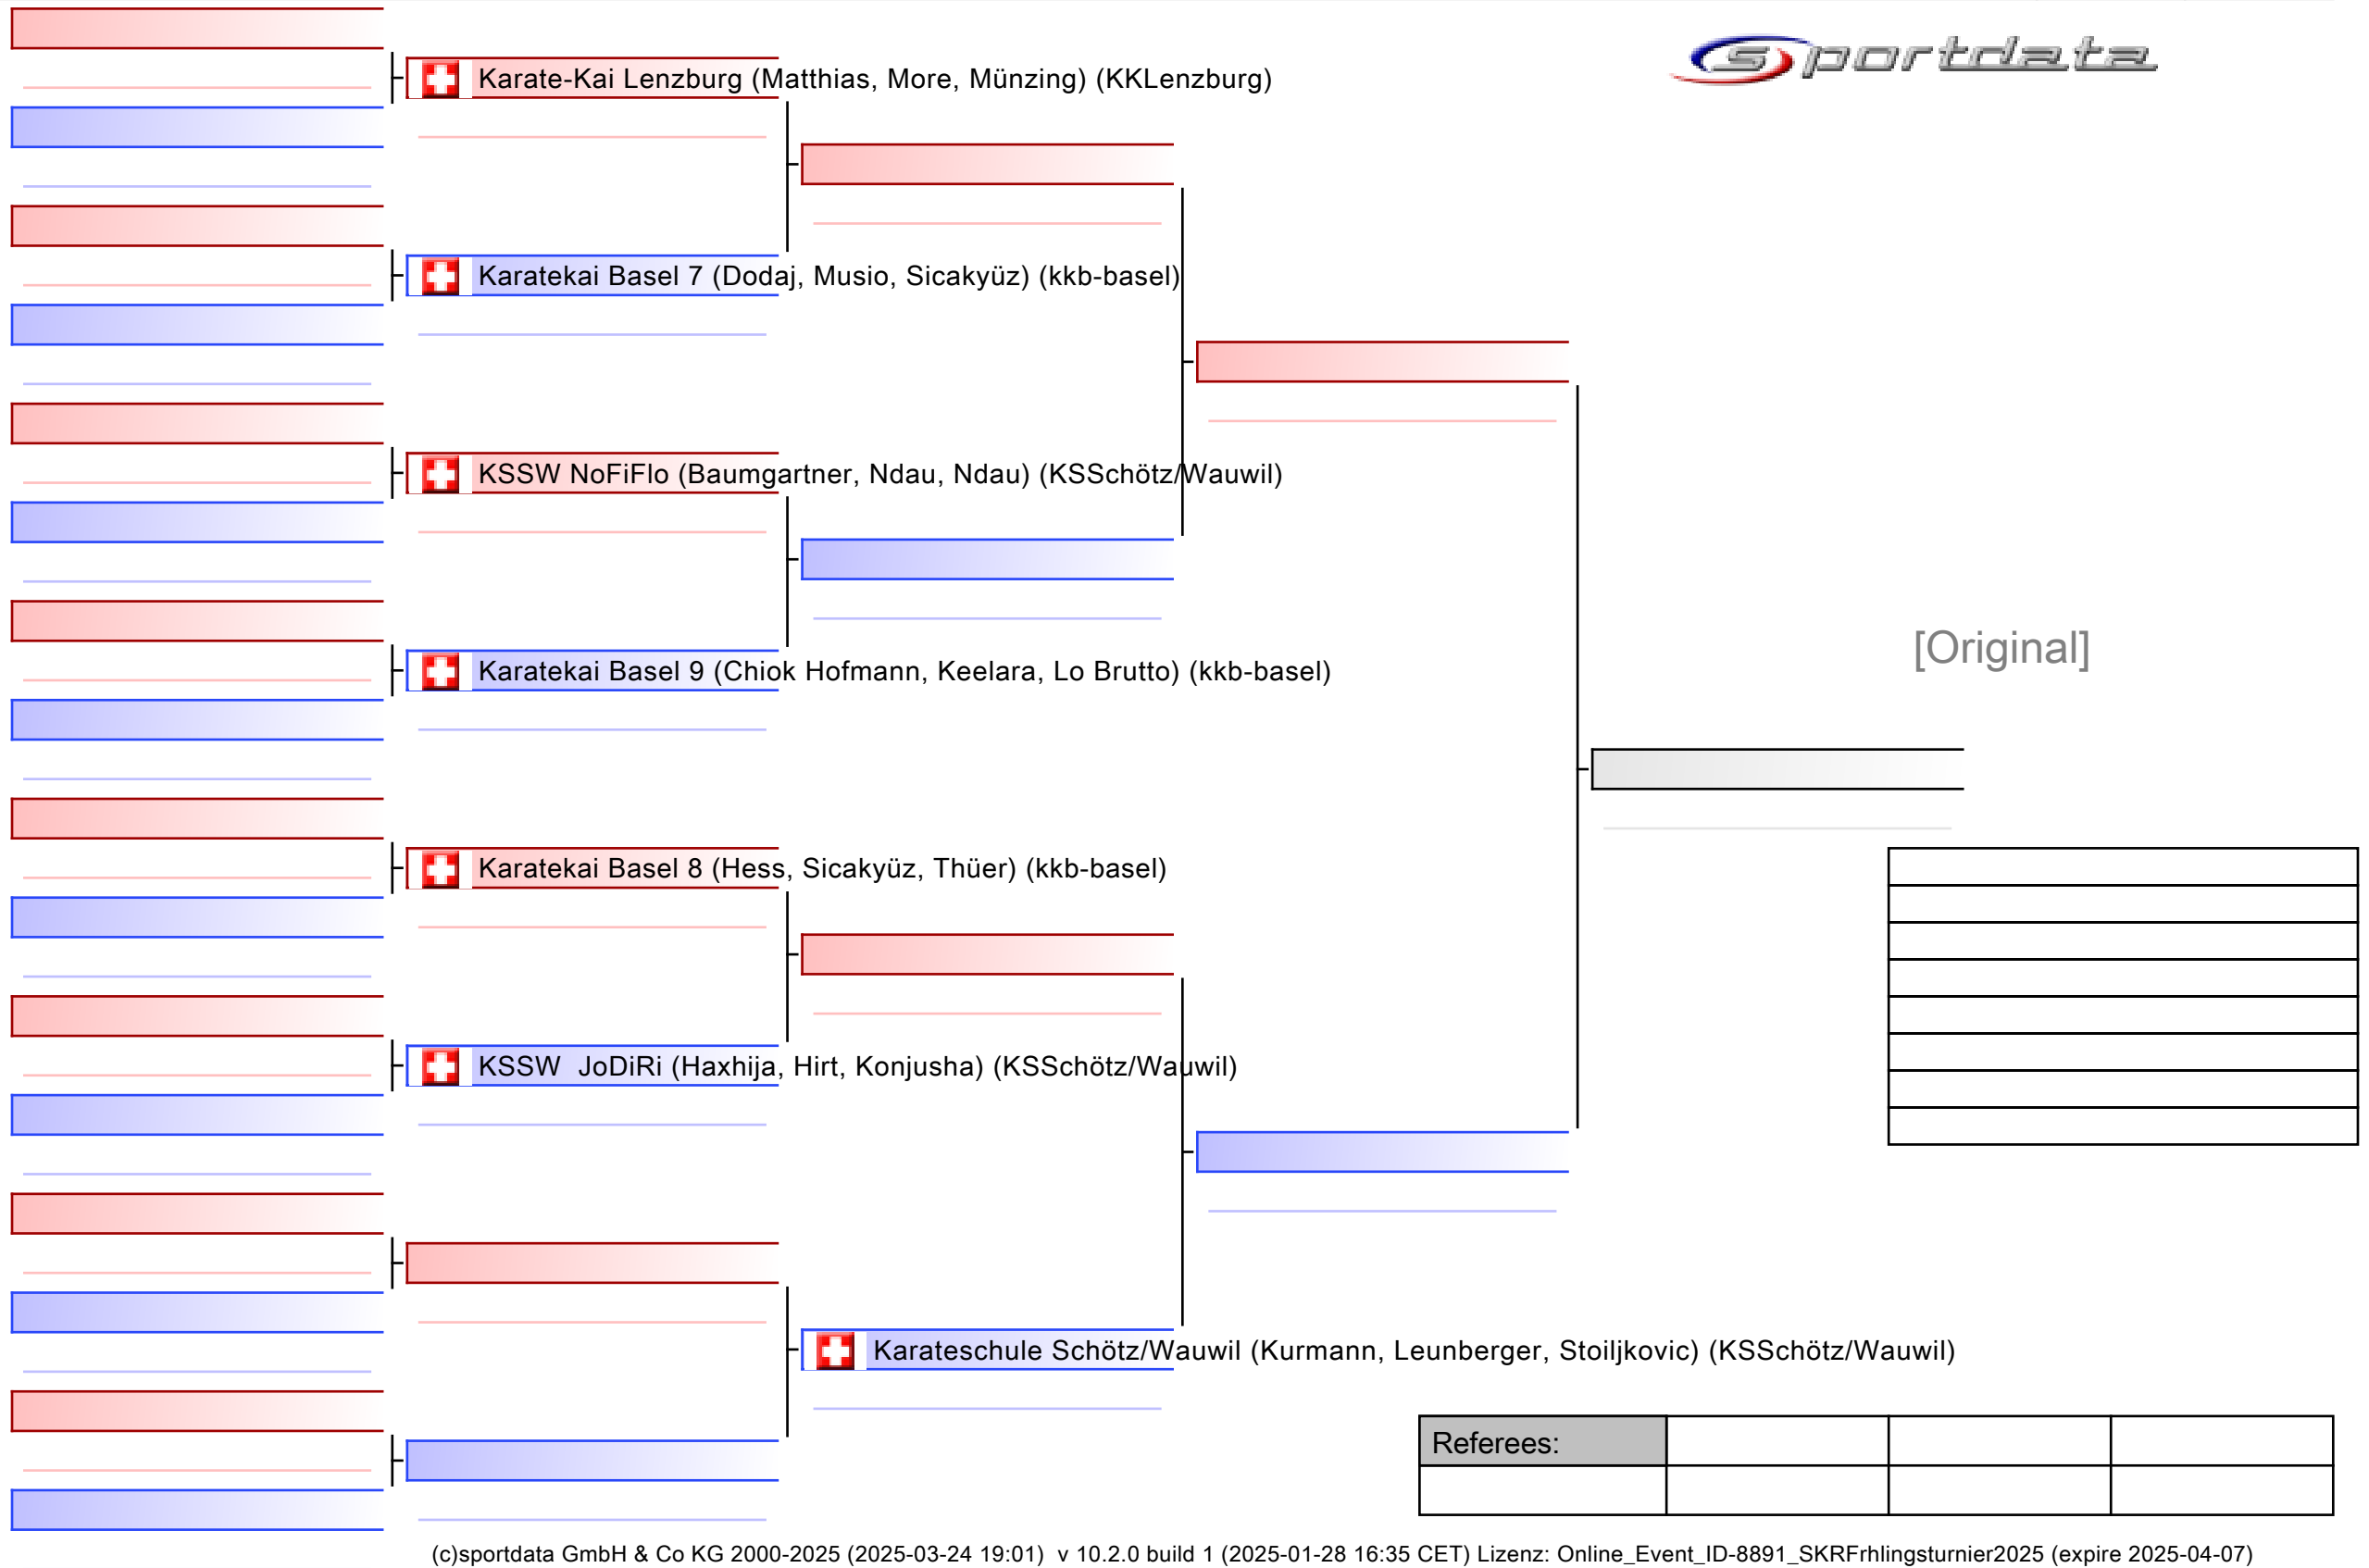 sportdata
Karate-Kai Lenzburg (Matthias, More, Münzing) (KKLenzburg)
Karatekai Basel 7 (Dodaj, Musio, Sicakyüz) (kkb-basel)
KSSW NoFiFlo (Baumgartner, Ndau, Ndau) (KSSchötz/Wauwil)
[Original]
Karatekai Basel 9 (Chiok Hofmann, Keelara, Lo Brutto) (kkb-basel)
Karatekai Basel 8 (Hess, Sicakyüz, Thüer) (kkb-basel)
KSSW  JoDiRi (Haxhija, Hirt, Konjusha) (KSSchötz/Wauwil)
Karateschule Schötz/Wauwil (Kurmann, Leunberger, Stoiljkovic) (KSSchötz/Wauwil)
Referees:
(c)sportdata GmbH & Co KG 2000-2025 (2025-03-24 19:01)  v 10.2.0 build 1 (2025-01-28 16:35 CET) Lizenz: Online_Event_ID-8891_SKRFrhlingsturnier2025 (expire 2025-04-07)